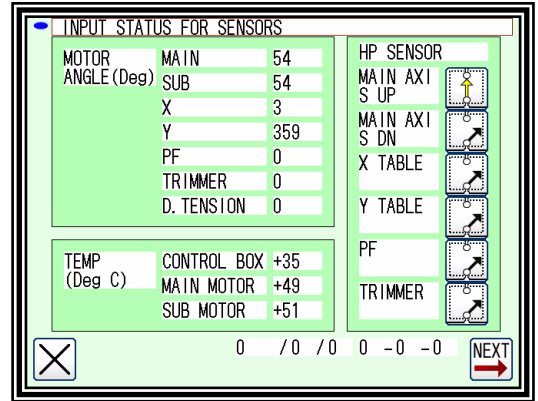 INPUT STATUS FOR SENSORS
MOTOR ANGLE(Deg)
MAIN 54
SUB 54
X 3
Y 359
PF 0
TRIMMER 0
D.TENSION 0
TEMP (Deg C)
CONTROL BOX +35
MAIN MOTOR +49
SUB MOTOR +51
HP SENSOR
MAIN AXI
S UP
MAIN AXI
S DN
X TABLE
Y TABLE
PF
TRIMMER
0 /0 /0 0 -0 -0
NEXT